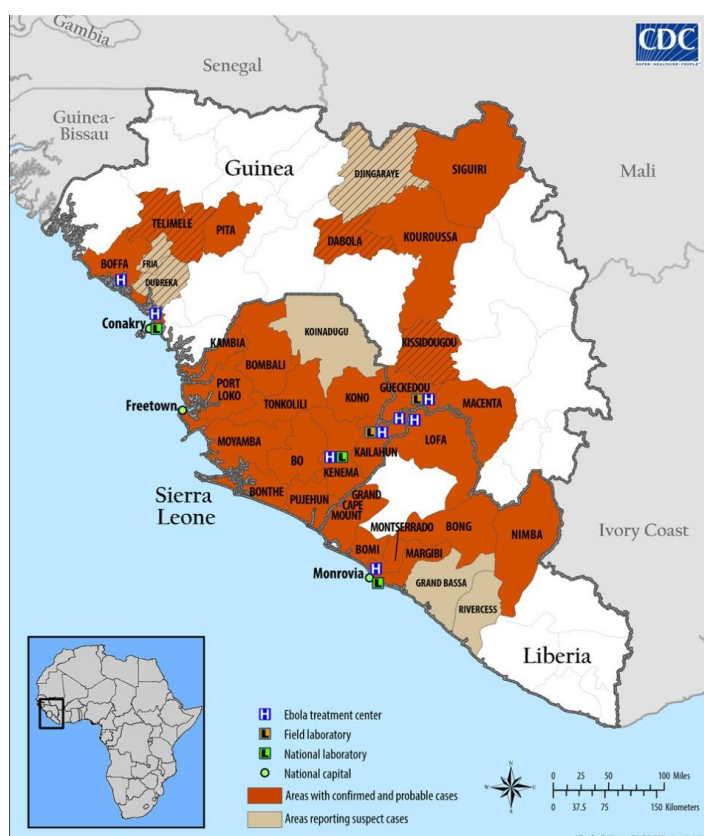 Gambia
CDC
SAFER·HEALTHIER·PEOPLE™
Senegal
Guinea-
Bissau
Guinea
Mali
DJINGARAYE
SIGUIRI
TELIMELE
PITA
DABOLA
KOUROUSSA
BOFFA
FRIA
DUBREKA
H
H
Conakry
L
KOINADUGU
KISSIDOUGOU
KAMBIA
BOMBALI
PORT
LOKO
KONO
GUECKEDOU
L H
MACENTA
Freetown
TONKOLILI
H H
MOYAMBA
L H
KAILAHUN
LOFA
BO
H L
KENEMA
BONTHE
PUJEHUN
Sierra
Leone
GRAND
CAPE
MOUNT
MONTSERRADO
BONG
NIMBA
Ivory Coast
BOMI
MARGIBI
Monrovia
H
L
GRAND BASSA
RIVERCESS
Liberia
H Ebola treatment center
L Field laboratory
L National laboratory
National capital
Areas with confirmed and probable cases
Areas reporting suspect cases
N
W E
S
0 25 50 100 Miles
0 37.5 75 150 Kilometers